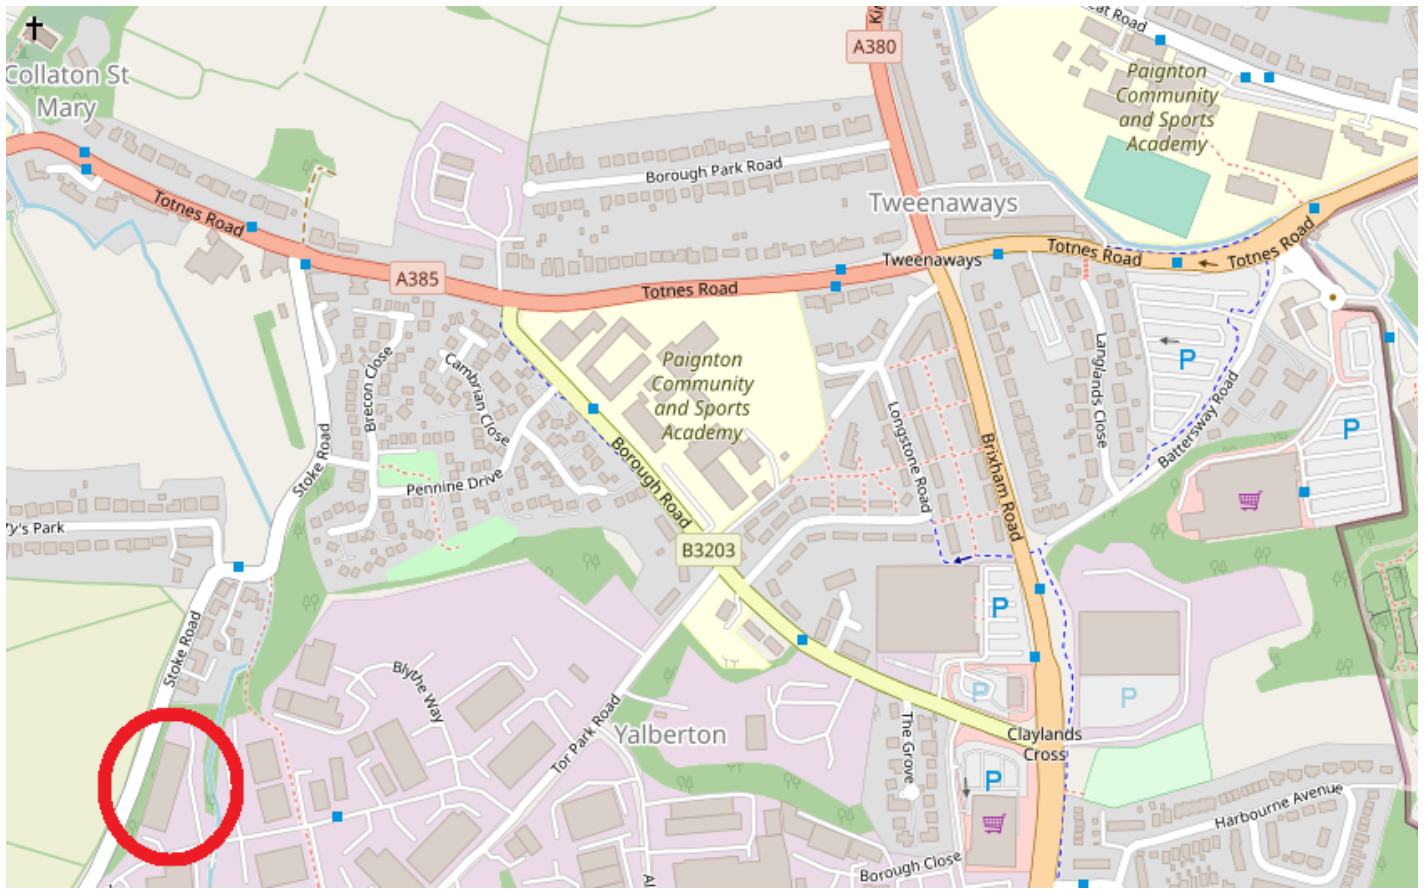 Collaton St
Mary
Totnes Road
A385
Totnes Road
Borough Park Road
A380
Tweenaways
Tweenaways
Totnes Road
Totnes Road
Paignton
Community
and Sports
Academy
Paignton
Community
and Sports
Academy
Brecon Close
Cambrian Close
Pennine Drive
Stoke Road
Stoke Road
Borough Road
B3203
Longstone Road
Brixham Road
Langlands Close
Battersway Road
P
P
P
P
P
P
Blythe Way
Tor Park Road
Yalberton
The Grove
Claylands
Cross
Borough Close
Harbourne Avenue